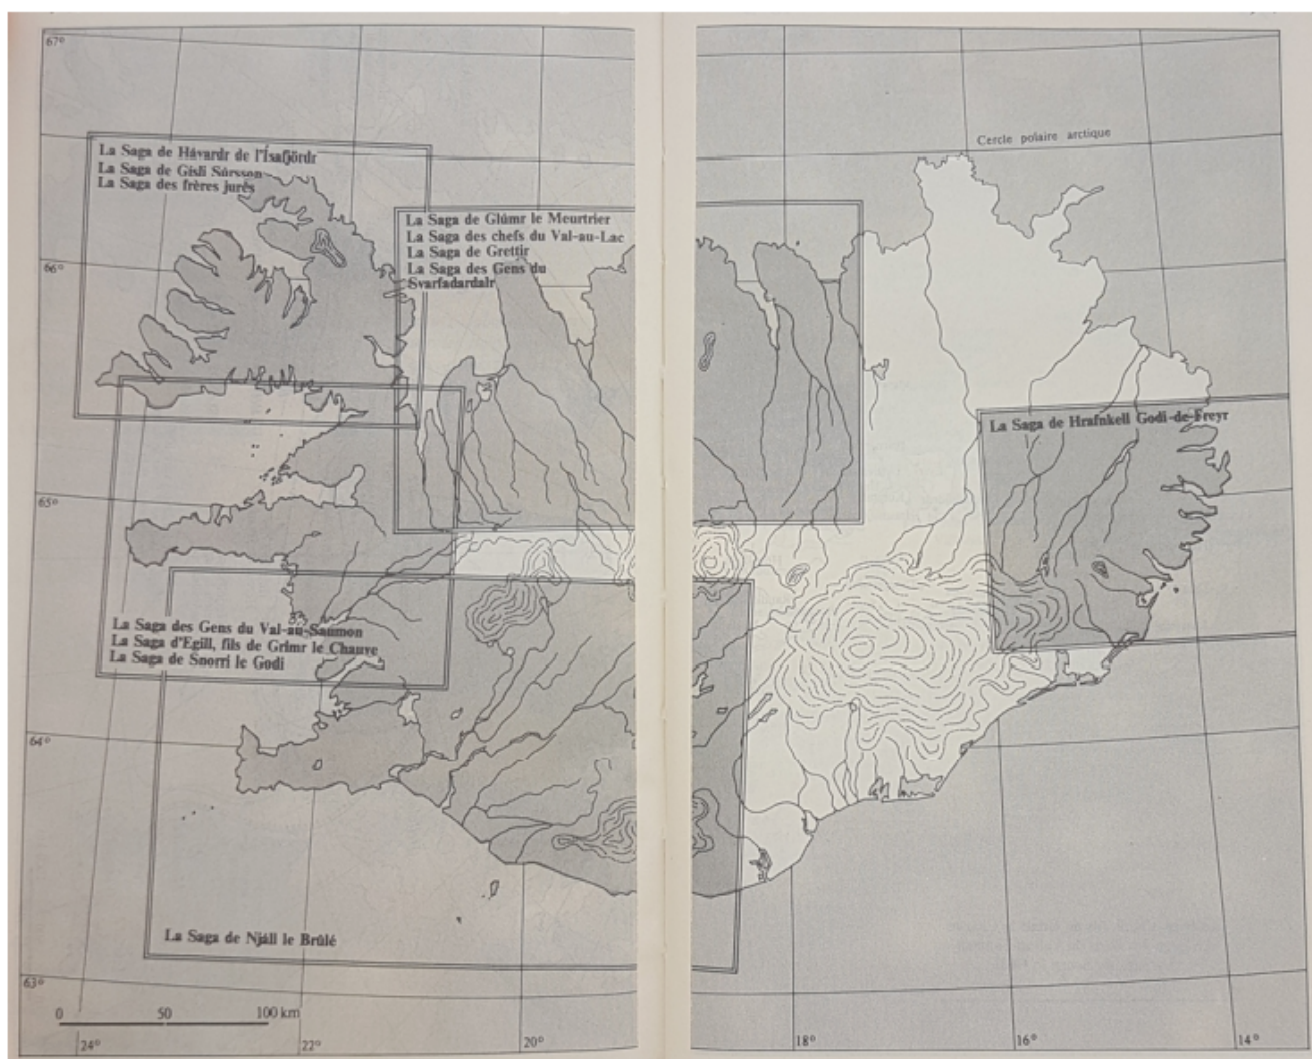 67°
Cercle polaire arctique
La Saga de Hávardr de l'Ísafjördr
La Saga de Gísli Súrsson
La Saga des frères jurés
La Saga de Glúmr le Meurtrier
La Saga des chefs du Val-au-Lac
La Saga de Grettir
La Saga des Gens du
Svarfadardalr
66°
La Saga de Hrafnkell Godi-de-Freyr
65°
La Saga des Gens du Val-au-Saumon
La Saga d'Egill, fils de Grímr le Chauve
La Saga de Snorri le Godi
64°
La Saga de Njáll le Brûlé
63°
0 50 100 km
24° 22° 20° 18° 16° 14°